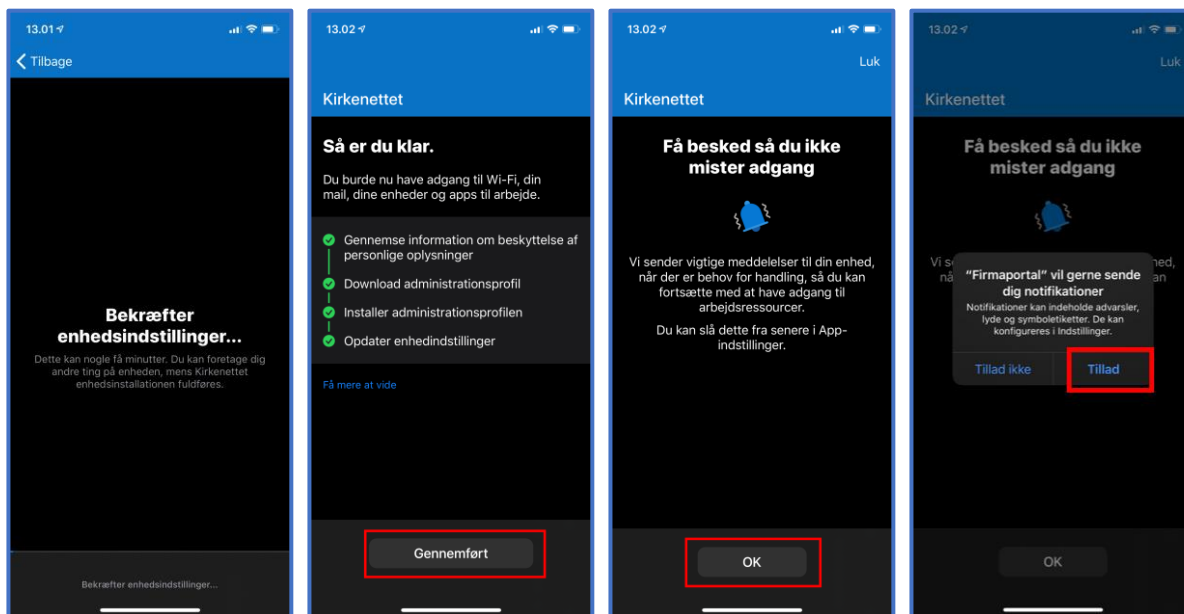 13.01
Tilbage
Bekræfter
enhedsindstillinger...
Dette kan nogle få minutter. Du kan foretage dig
andre ting på enheden, mens Kirkenettet
enhedsinstallationen fuldføres.
Bekræfter enhedsindstillinger...
13.02
Kirkenettet
Så er du klar.
Du burde nu have adgang til Wi-Fi, din
mail, dine enheder og apps til arbejde.
Gennemse information om beskyttelse af
personlige oplysninger
Download administrationsprofil
Installer administrationsprofilen
Opdater enhedindstillinger
Få mere at vide
Gennemført
13.02
Luk
Kirkenettet
Få besked så du ikke
mister adgang
Vi sender vigtige meddelelser til din enhed,
når der er behov for handling, så du kan
fortsætte med at have adgang til
arbejdsressourcer.
Du kan slå dette fra senere i App-
indstillinger.
OK
13.02
Luk
Kirkenettet
Få besked så du ikke
mister adgang
"Firmaportal" vil gerne sende
dig notifikationer
Notifikationer kan indeholde advarsler,
lyde og symboletiketter. De kan
konfigureres i Indstillinger.
Tillad ikke
Tillad
OK